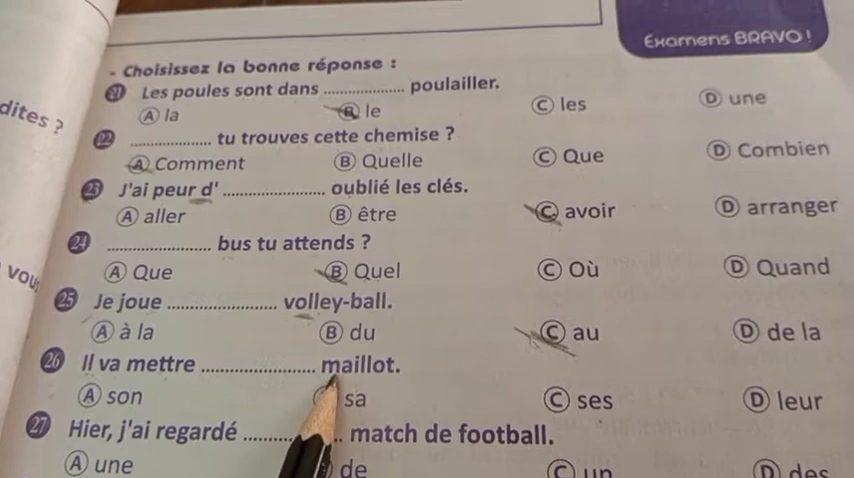 Examens BRAVO !
- Choisissez la bonne réponse :
21 Les poules sont dans .................. poulailler.
A la B le C les D une
22 .................. tu trouves cette chemise ?
A Comment B Quelle C Que D Combien
23 J'ai peur d' ....................... oublié les clés.
A aller B être C avoir D arranger
24 ....................... bus tu attends ?
A Que B Quel C Où D Quand
25 Je joue ........................ volley-ball.
A à la B du C au D de la
26 Il va mettre ......................... maillot.
A son sa C ses D leur
27 Hier, j'ai regardé ............ match de football.
A une de C un D des
dites ?
vous